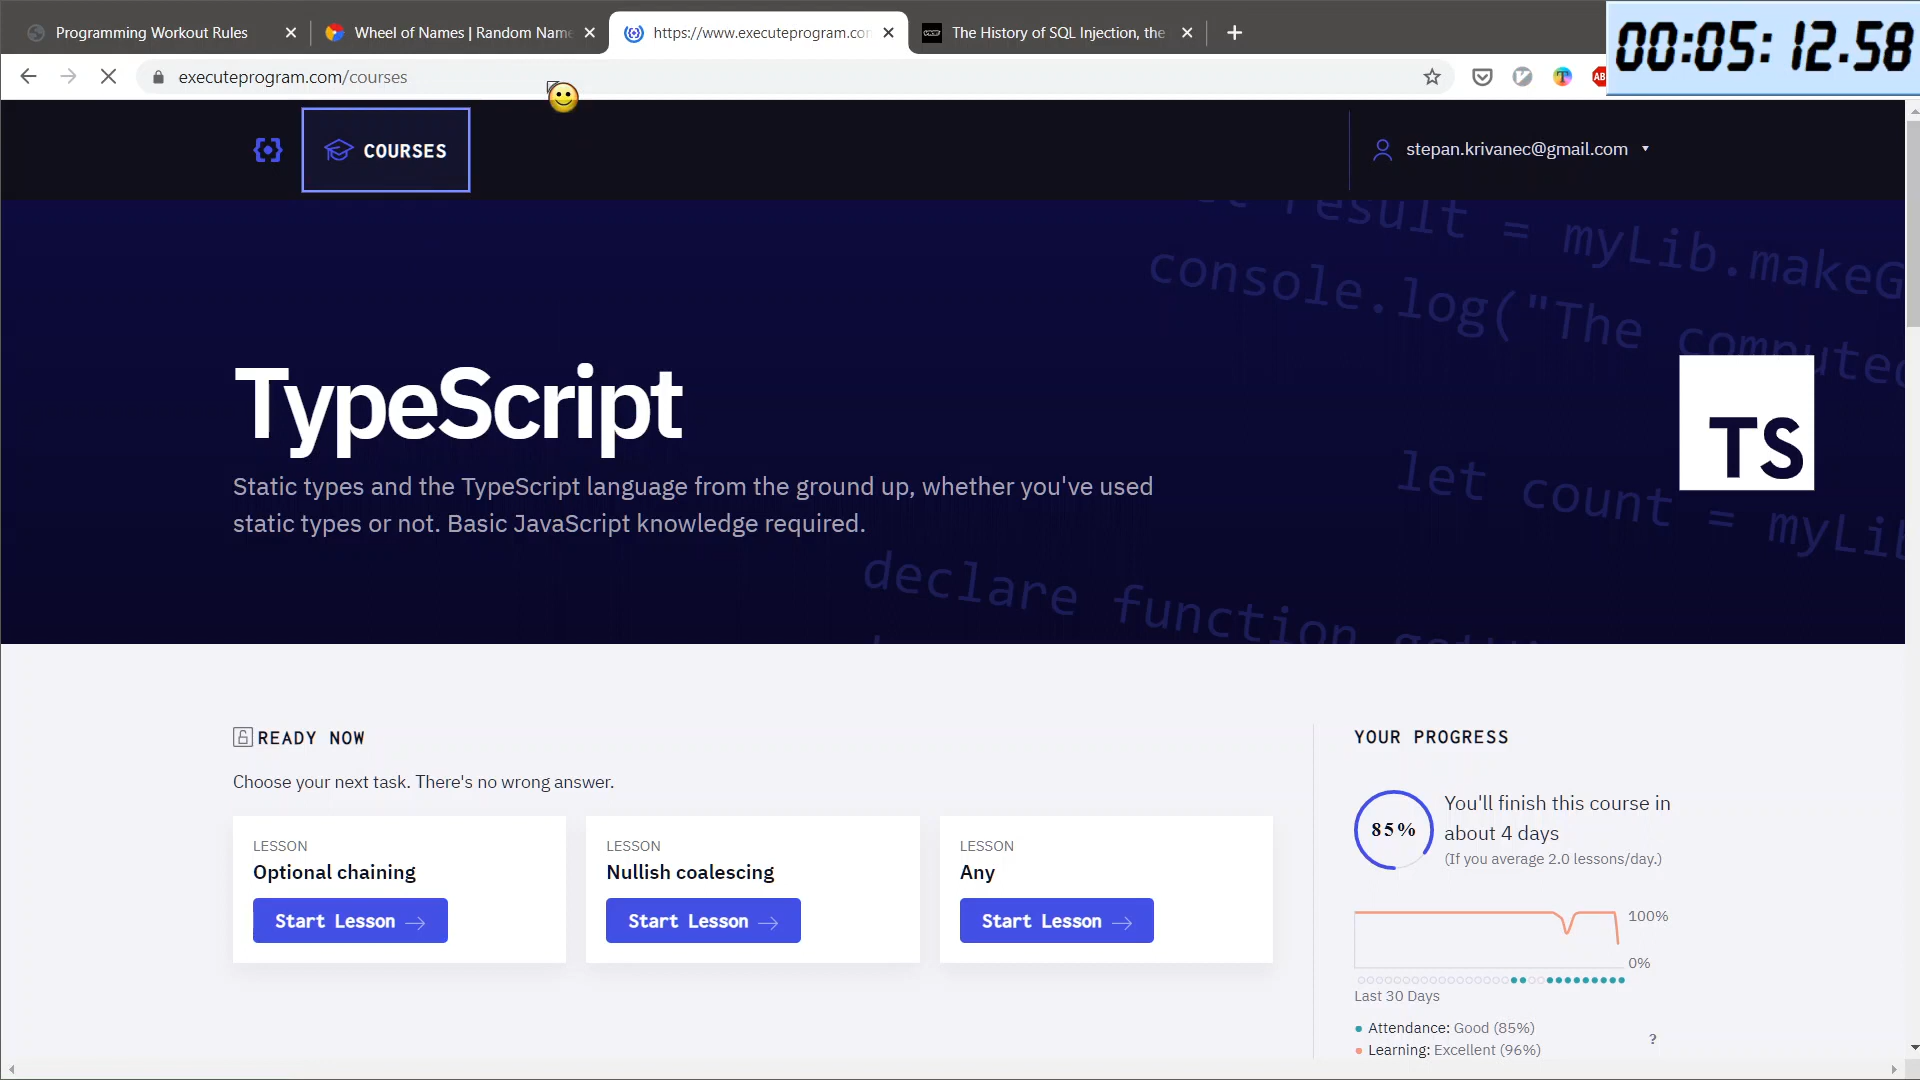 Programming Workout Rules
Wheel of Names | Random Name
https://www.executeprogram.com
The History of SQL Injection, the
00:05:12.58
executeprogram.com/courses
AB
COURSES
stepan.krivanec@gmail.com
result = myLib.makeG
console.log("The computed
TypeScript
TS
Static types and the TypeScript language from the ground up, whether you've used
static types or not. Basic JavaScript knowledge required.
let count = myLib
declare function
READY NOW
Choose your next task. There's no wrong answer.
LESSON
Optional chaining
Start Lesson →
LESSON
Nullish coalescing
Start Lesson →
LESSON
Any
Start Lesson →
YOUR PROGRESS
85%
You'll finish this course in
about 4 days
(If you average 2.0 lessons/day.)
100%
0%
Last 30 Days
Attendance: Good (85%)
Learning: Excellent (96%)
?